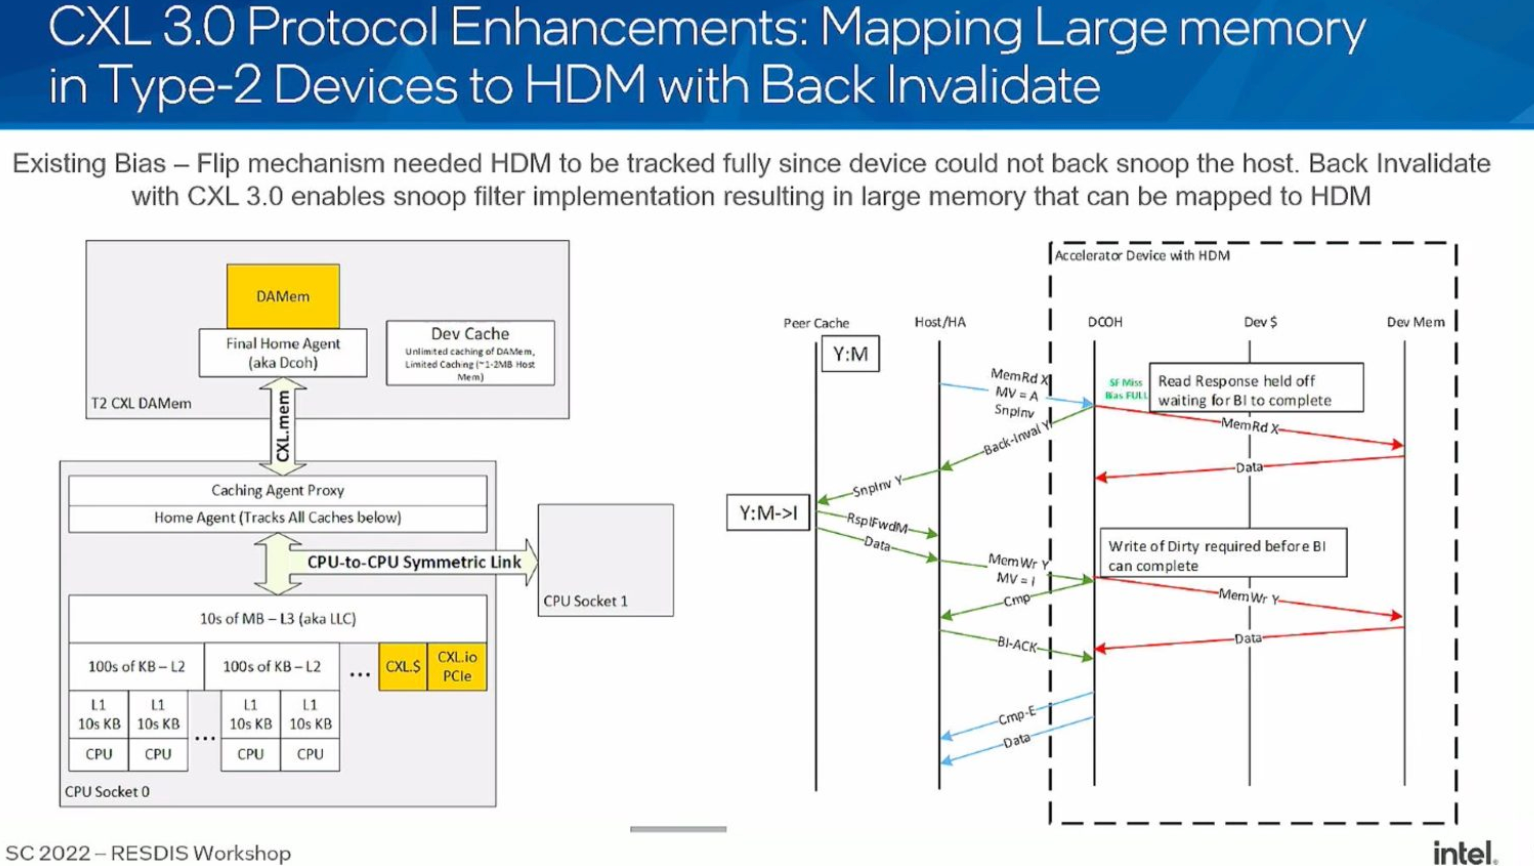 CXL 3.0 Protocol Enhancements: Mapping Large memory
in Type-2 Devices to HDM with Back Invalidate
Existing Bias – Flip mechanism needed HDM to be tracked fully since device could not back snoop the host. Back Invalidate
with CXL 3.0 enables snoop filter implementation resulting in large memory that can be mapped to HDM
DAMem
Final Home Agent
(aka Dcoh)
Dev Cache
Unlimited caching of DAMem,
Limited Caching (~1-2MB Host
Mem)
T2 CXL DAMem
CXL.mem
Caching Agent Proxy
Home Agent (Tracks All Caches below)
CPU-to-CPU Symmetric Link
CPU Socket 1
10s of MB – L3 (aka LLC)
100s of KB – L2
100s of KB – L2
...
CXL.$
CXL.io
PCIe
L1
10s KB
L1
10s KB
...
L1
10s KB
L1
10s KB
CPU
CPU
CPU
CPU
CPU Socket 0
Accelerator Device with HDM
Peer Cache
Host/HA
DCOH
Dev $
Dev Mem
Y:M
MemRd X
MV = A
SnpInv
SF Miss
Bias FULL
Read Response held off
waiting for BI to complete
MemRd X
Back-Inval Y
Data
SnpInv Y
Y:M->I
RspIFwdM
Data
Write of Dirty required before BI
can complete
MemWr Y
MV = I
Cmp
MemWr Y
BI-ACK
Data
Cmp-E
Data
SC 2022 – RESDIS Workshop
intel.